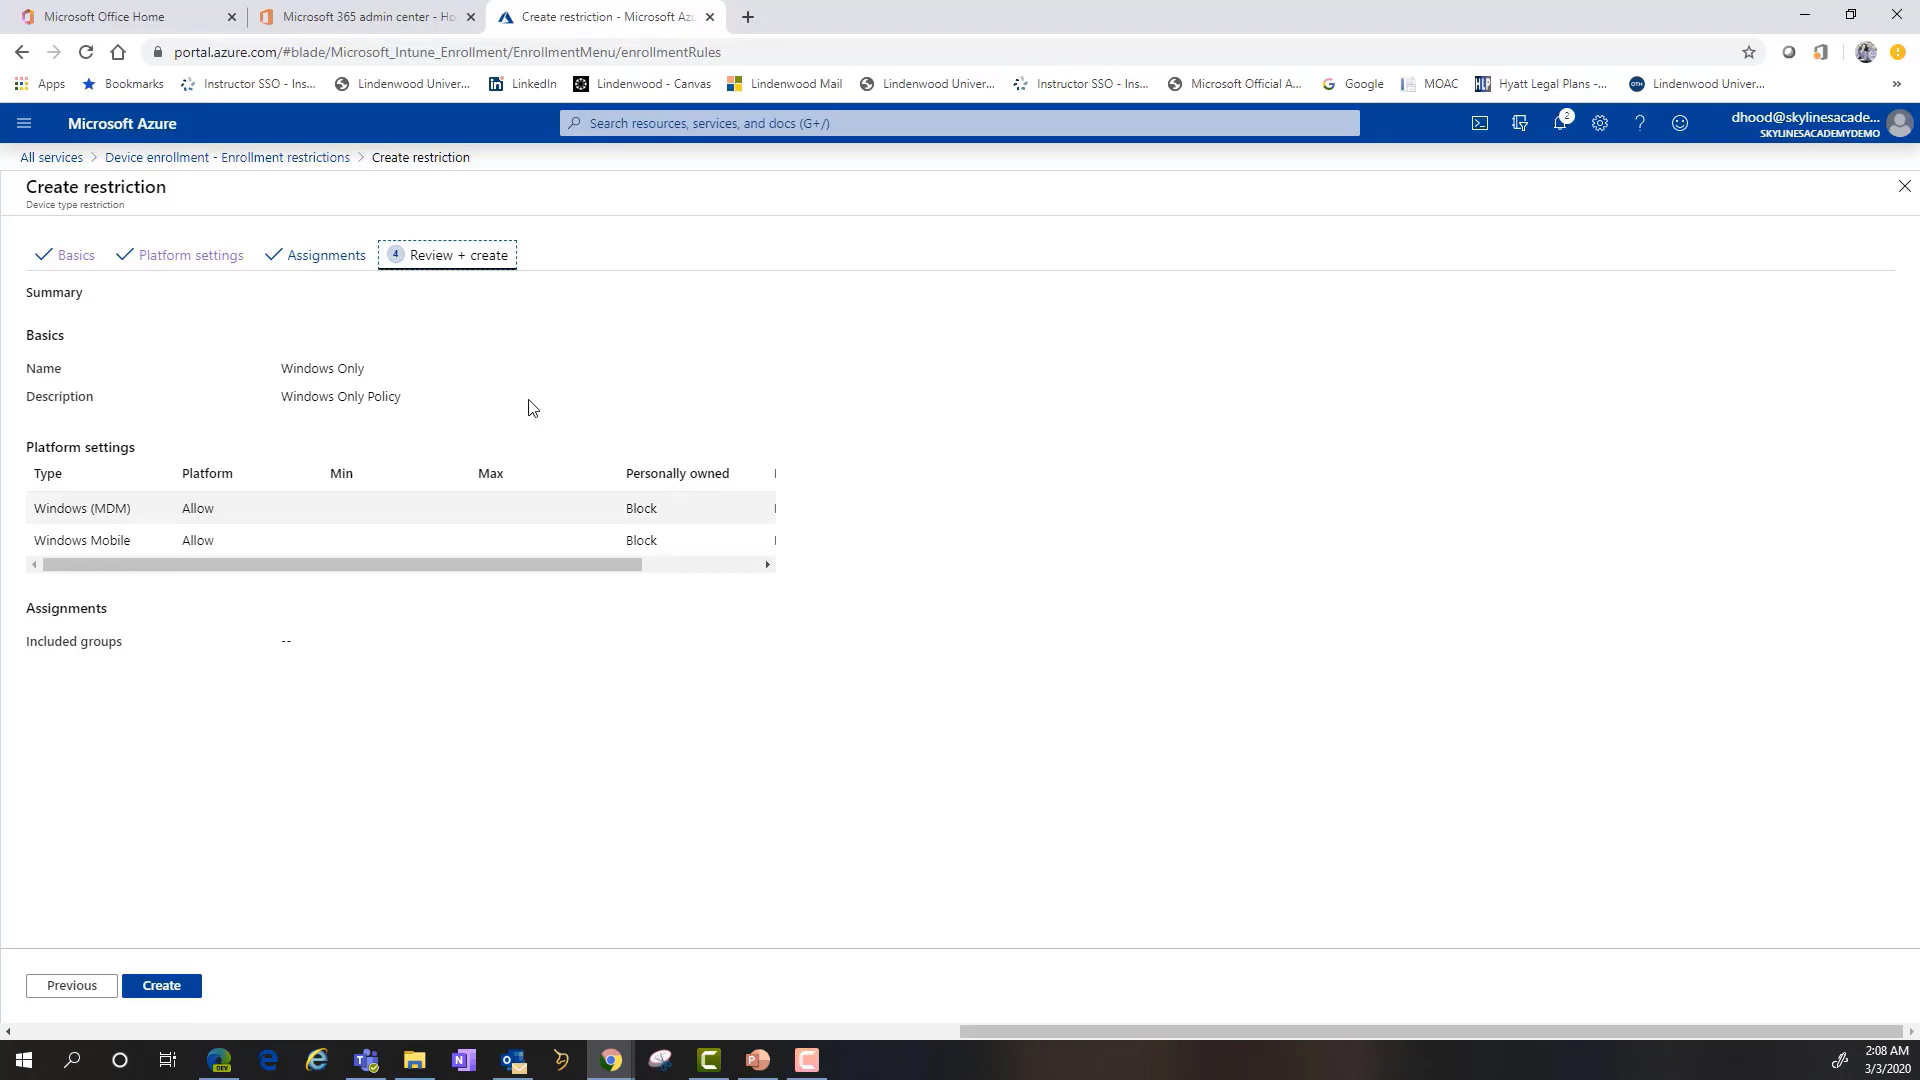 Microsoft Office Home
Microsoft 365 admin center - Ho
Create restriction - Microsoft Azu
portal.azure.com/#blade/Microsoft_Intune_Enrollment/EnrollmentMenu/enrollmentRules
Apps
Bookmarks
Instructor SSO - Ins...
Lindenwood Univer...
LinkedIn
Lindenwood - Canvas
Lindenwood Mail
Lindenwood Univer...
Instructor SSO - Ins...
Microsoft Official A...
Google
MOAC
HLP
Hyatt Legal Plans -...
Lindenwood Univer...
Microsoft Azure
Search resources, services, and docs (G+/)
2
dhood@skylinesacade...
SKYLINESACADEMYDEMO
All services > Device enrollment - Enrollment restrictions > Create restriction
Create restriction
Device type restriction
Basics
Platform settings
Assignments
4 Review + create
Summary
Basics
Name Windows Only
Description Windows Only Policy
Platform settings
Type Platform Min Max Personally owned
Windows (MDM) Allow Block
Windows Mobile Allow Block
Assignments
Included groups --
Previous
Create
DEV
2:08 AM
3/3/2020